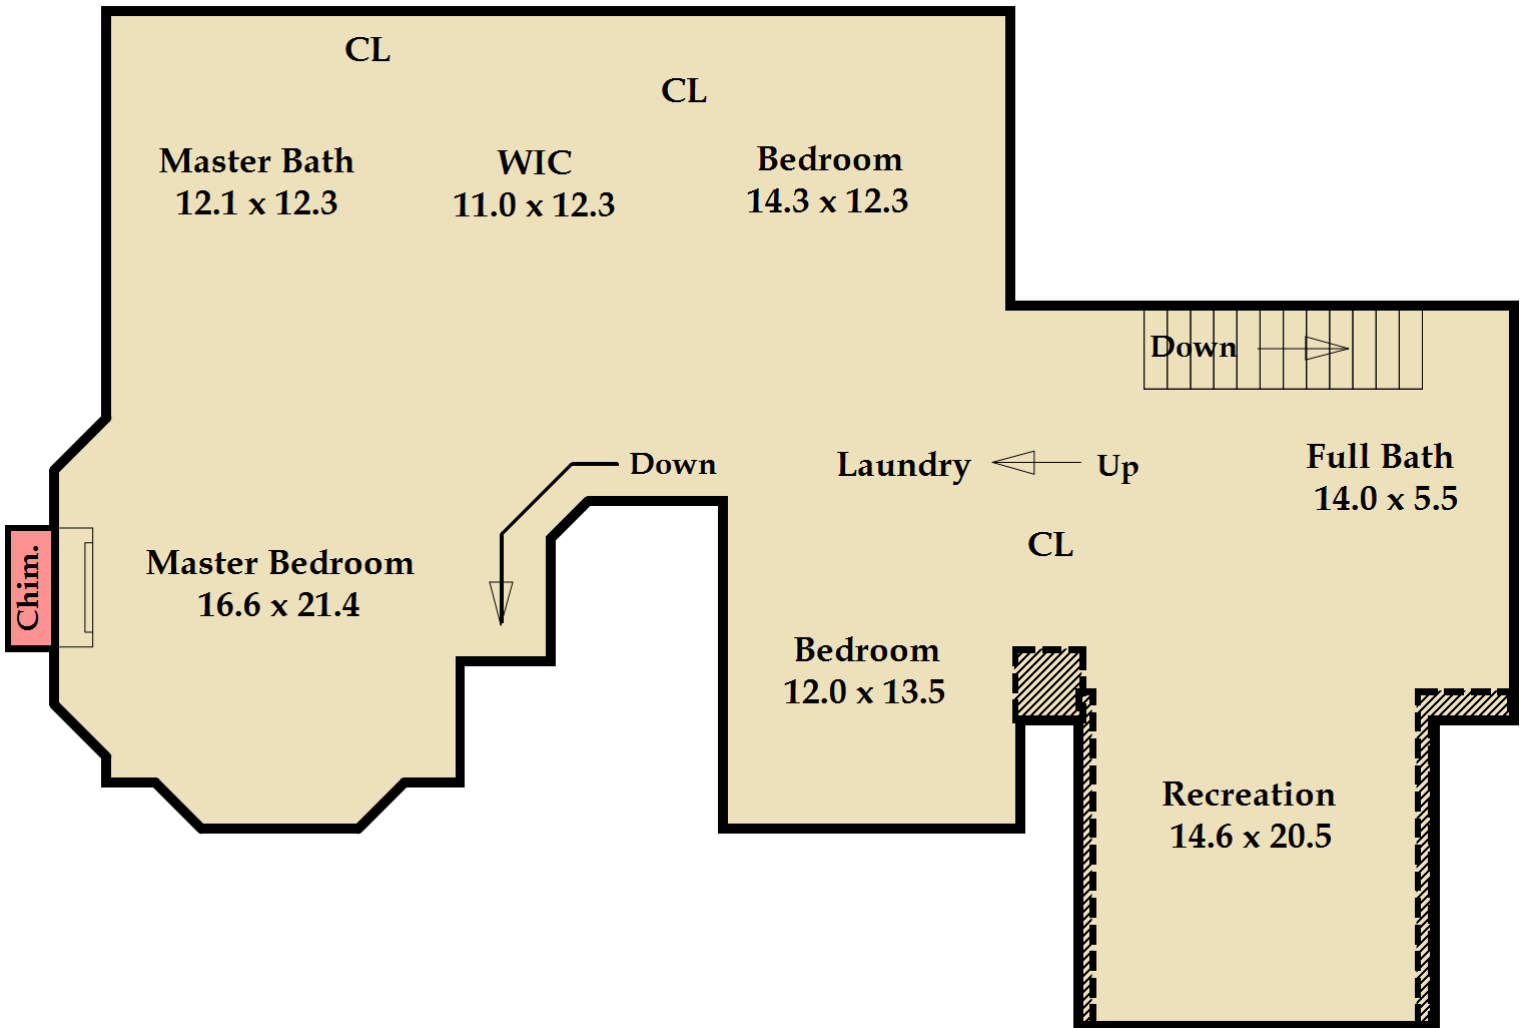 CL
CL
Master Bath
12.1 x 12.3
WIC
11.0 x 12.3
Bedroom
14.3 x 12.3
Down
Down
Laundry
Up
Full Bath
14.0 x 5.5
CL
Chim.
Master Bedroom
16.6 x 21.4
Bedroom
12.0 x 13.5
Recreation
14.6 x 20.5